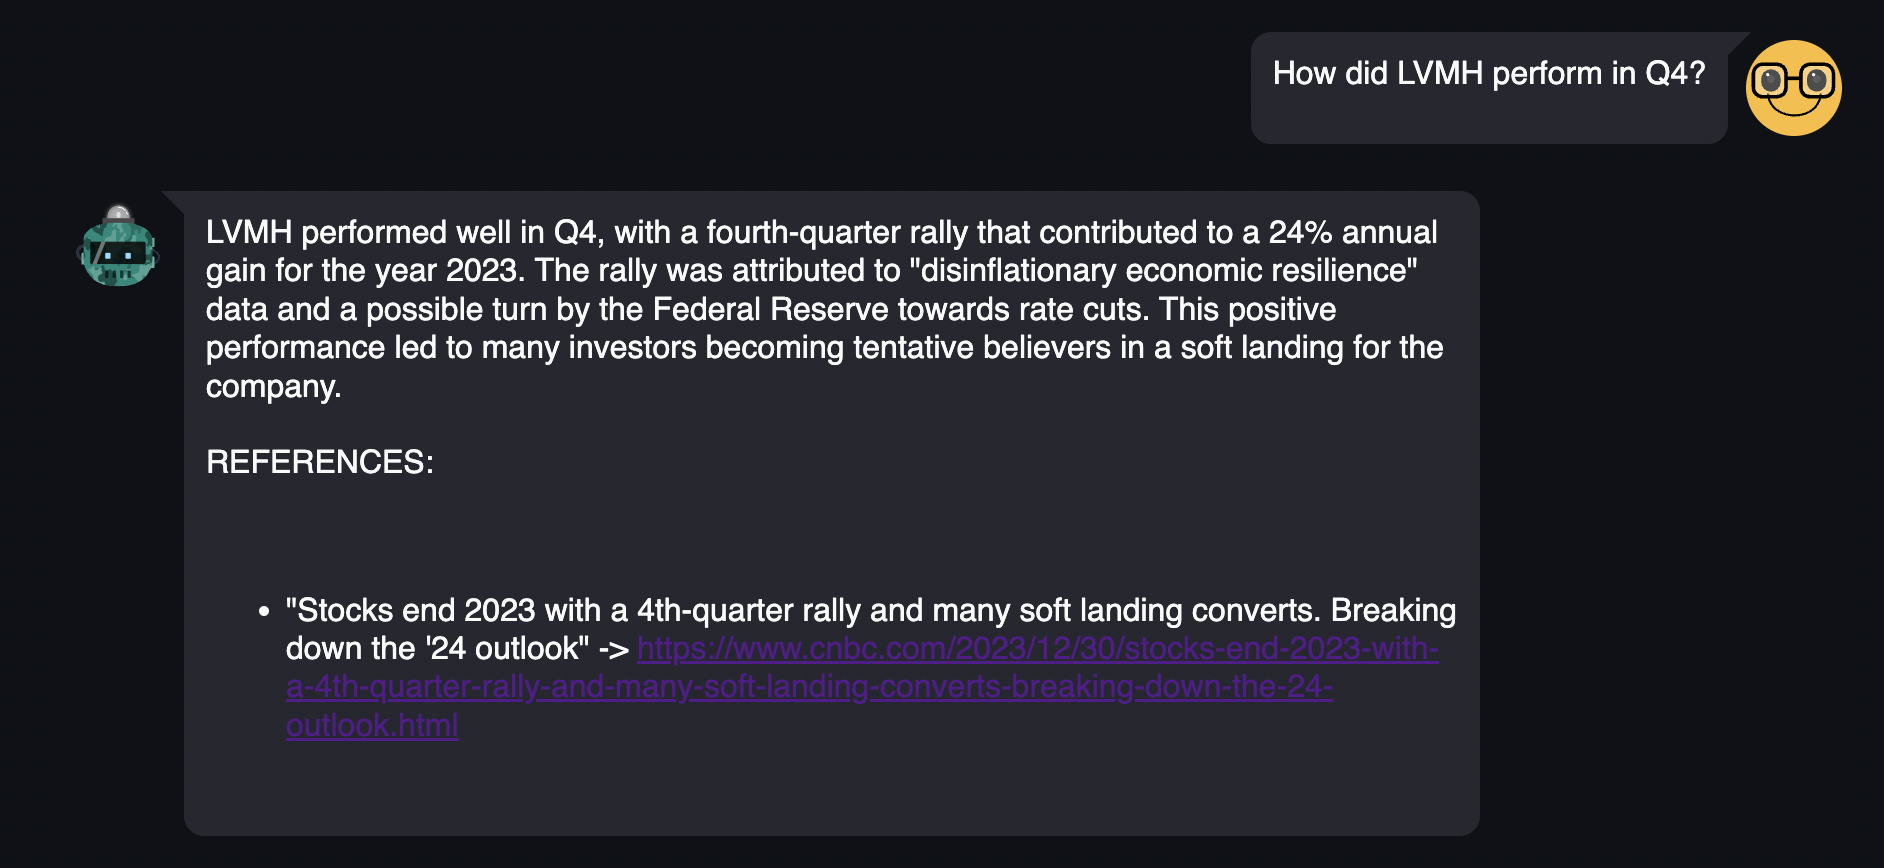 How did LVMH perform in Q4?
LVMH performed well in Q4, with a fourth-quarter rally that contributed to a 24% annual
gain for the year 2023. The rally was attributed to "disinflationary economic resilience"
data and a possible turn by the Federal Reserve towards rate cuts. This positive
performance led to many investors becoming tentative believers in a soft landing for the
company.
REFERENCES:
• "Stocks end 2023 with a 4th-quarter rally and many soft landing converts. Breaking
down the '24 outlook" -> https://www.cnbc.com/2023/12/30/stocks-end-2023-with-
a-4th-quarter-rally-and-many-soft-landing-converts-breaking-down-the-24-
outlook.html